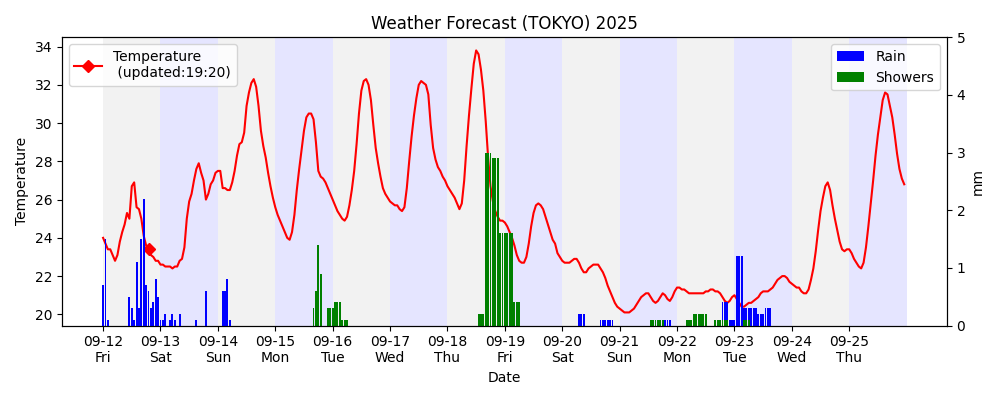 Weather Forecast (TOKYO) 2025
Temperature
(updated:19:20)
Rain
Showers
Temperature
34
32
30
28
26
24
22
20
5
4
3
2
1
0
mm
09-12 09-13 09-14 09-15 09-16 09-17 09-18 09-19 09-20 09-21 09-22 09-23 09-24 09-25
Fri Sat Sun Mon Tue Wed Thu Fri Sat Sun Mon Tue Wed Thu
Date